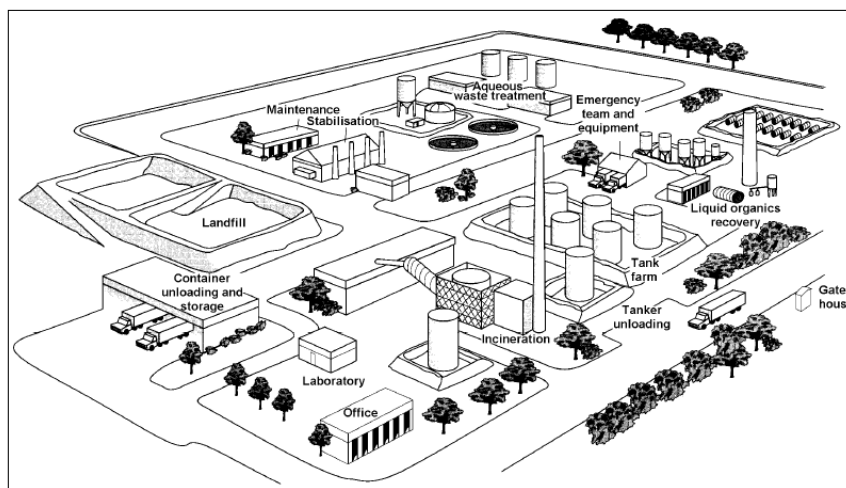 Aqueous
waste treatment
Maintenance
Stabilisation
Emergency
team and
equipment
Landfill
Liquid organics
recovery
Container
unloading and
storage
Tank
farm
Gate
hous
Tanker
unloading
Incineration
Laboratory
Office